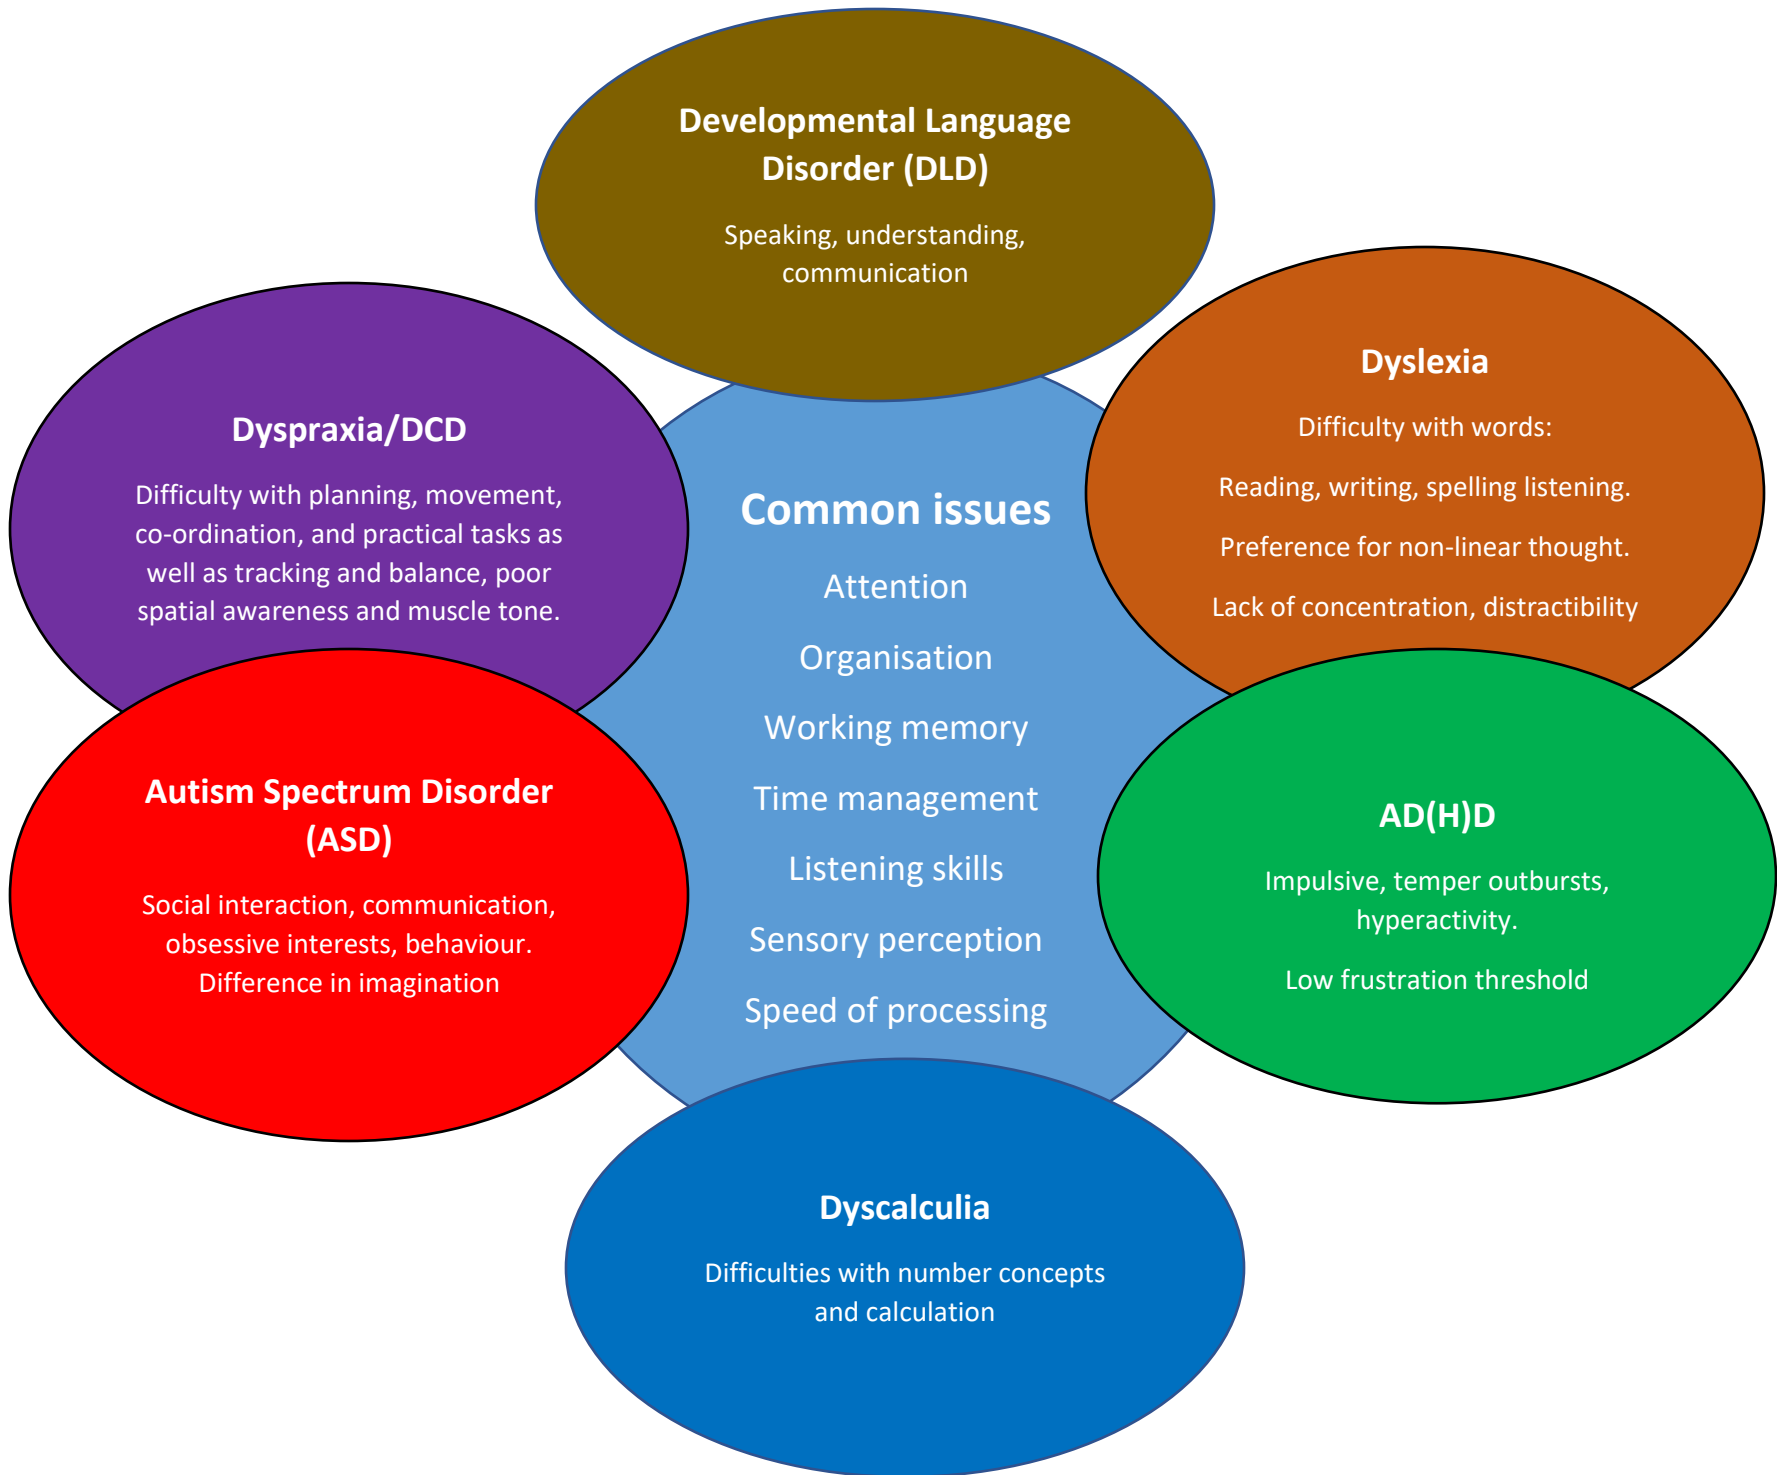 Developmental Language
Disorder (DLD)
Speaking, understanding,
communication
Dyslexia
Difficulty with words:
Reading, writing, spelling listening.
Preference for non-linear thought.
Lack of concentration, distractibility
Dyspraxia/DCD
Difficulty with planning, movement,
co-ordination, and practical tasks as
well as tracking and balance, poor
spatial awareness and muscle tone.
Common issues
Attention
Organisation
Working memory
Time management
Listening skills
Sensory perception
Speed of processing
Autism Spectrum Disorder
(ASD)
Social interaction, communication,
obsessive interests, behaviour.
Difference in imagination
AD(H)D
Impulsive, temper outbursts,
hyperactivity.
Low frustration threshold
Dyscalculia
Difficulties with number concepts
and calculation